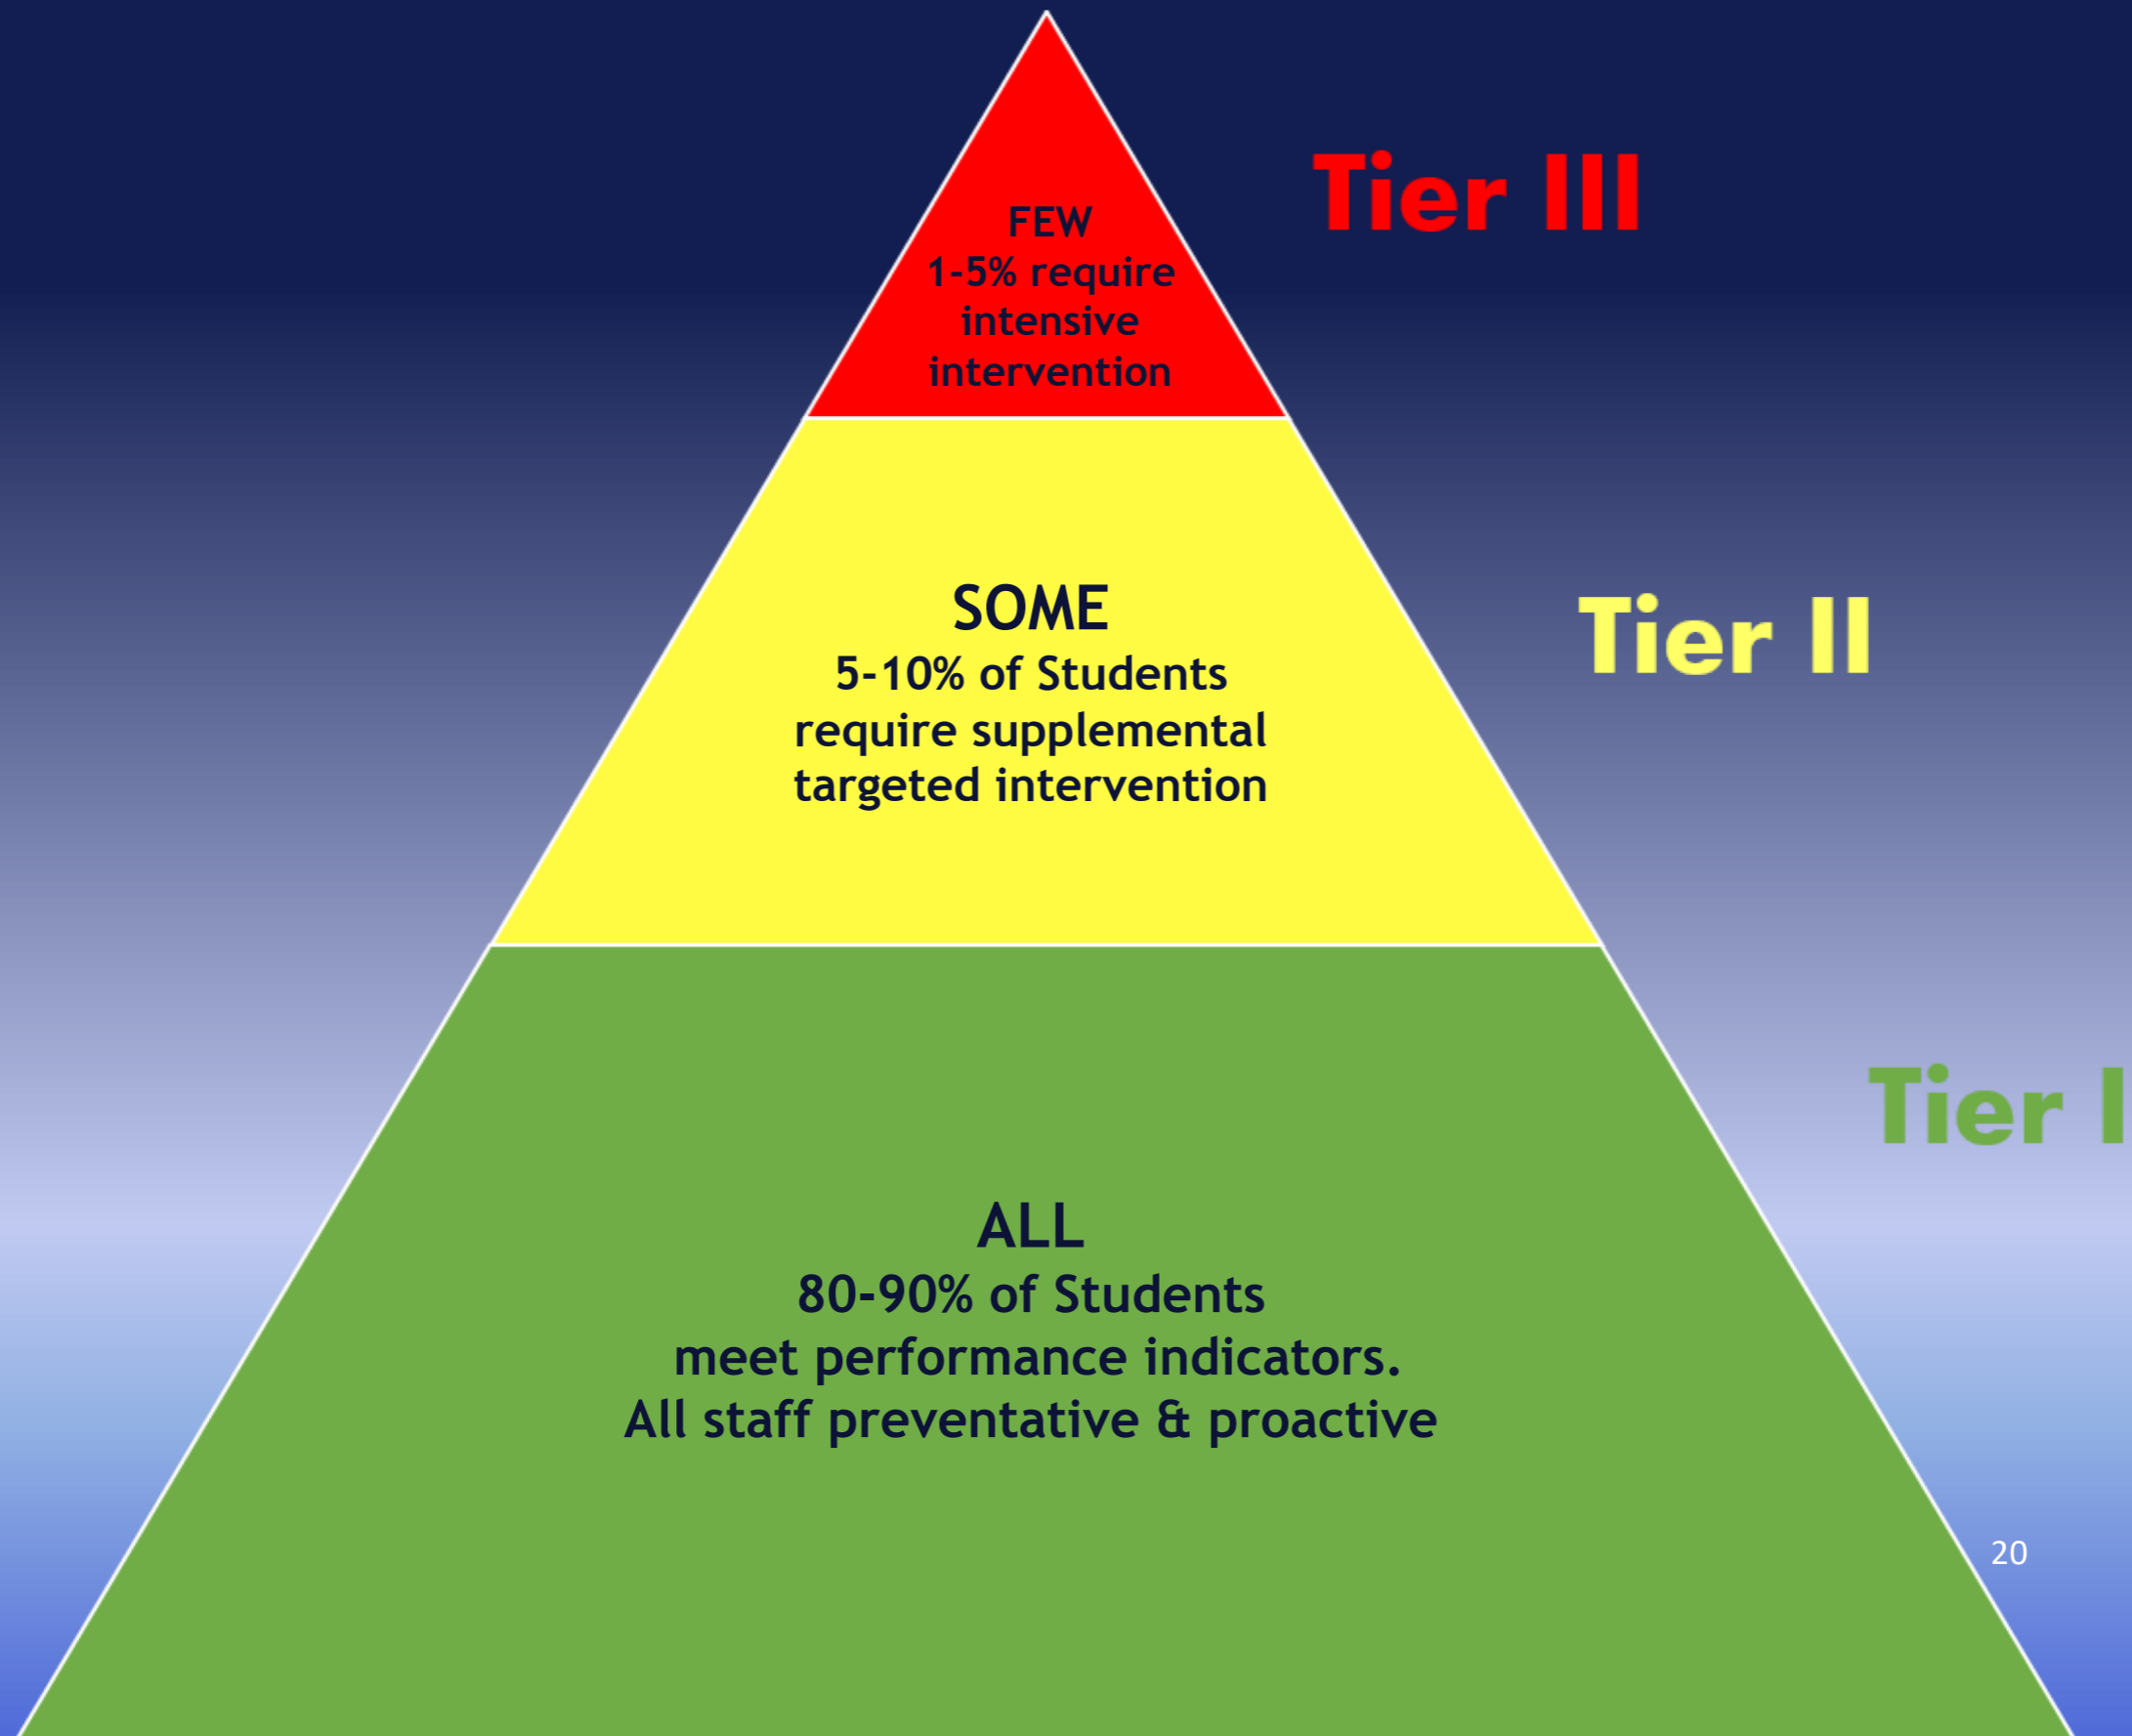 Tier III
FEW
1-5% require
intensive
intervention
Tier II
SOME
5-10% of Students
require supplemental
targeted intervention
Tier I
ALL
80-90% of Students
meet performance indicators.
All staff preventative & proactive
20